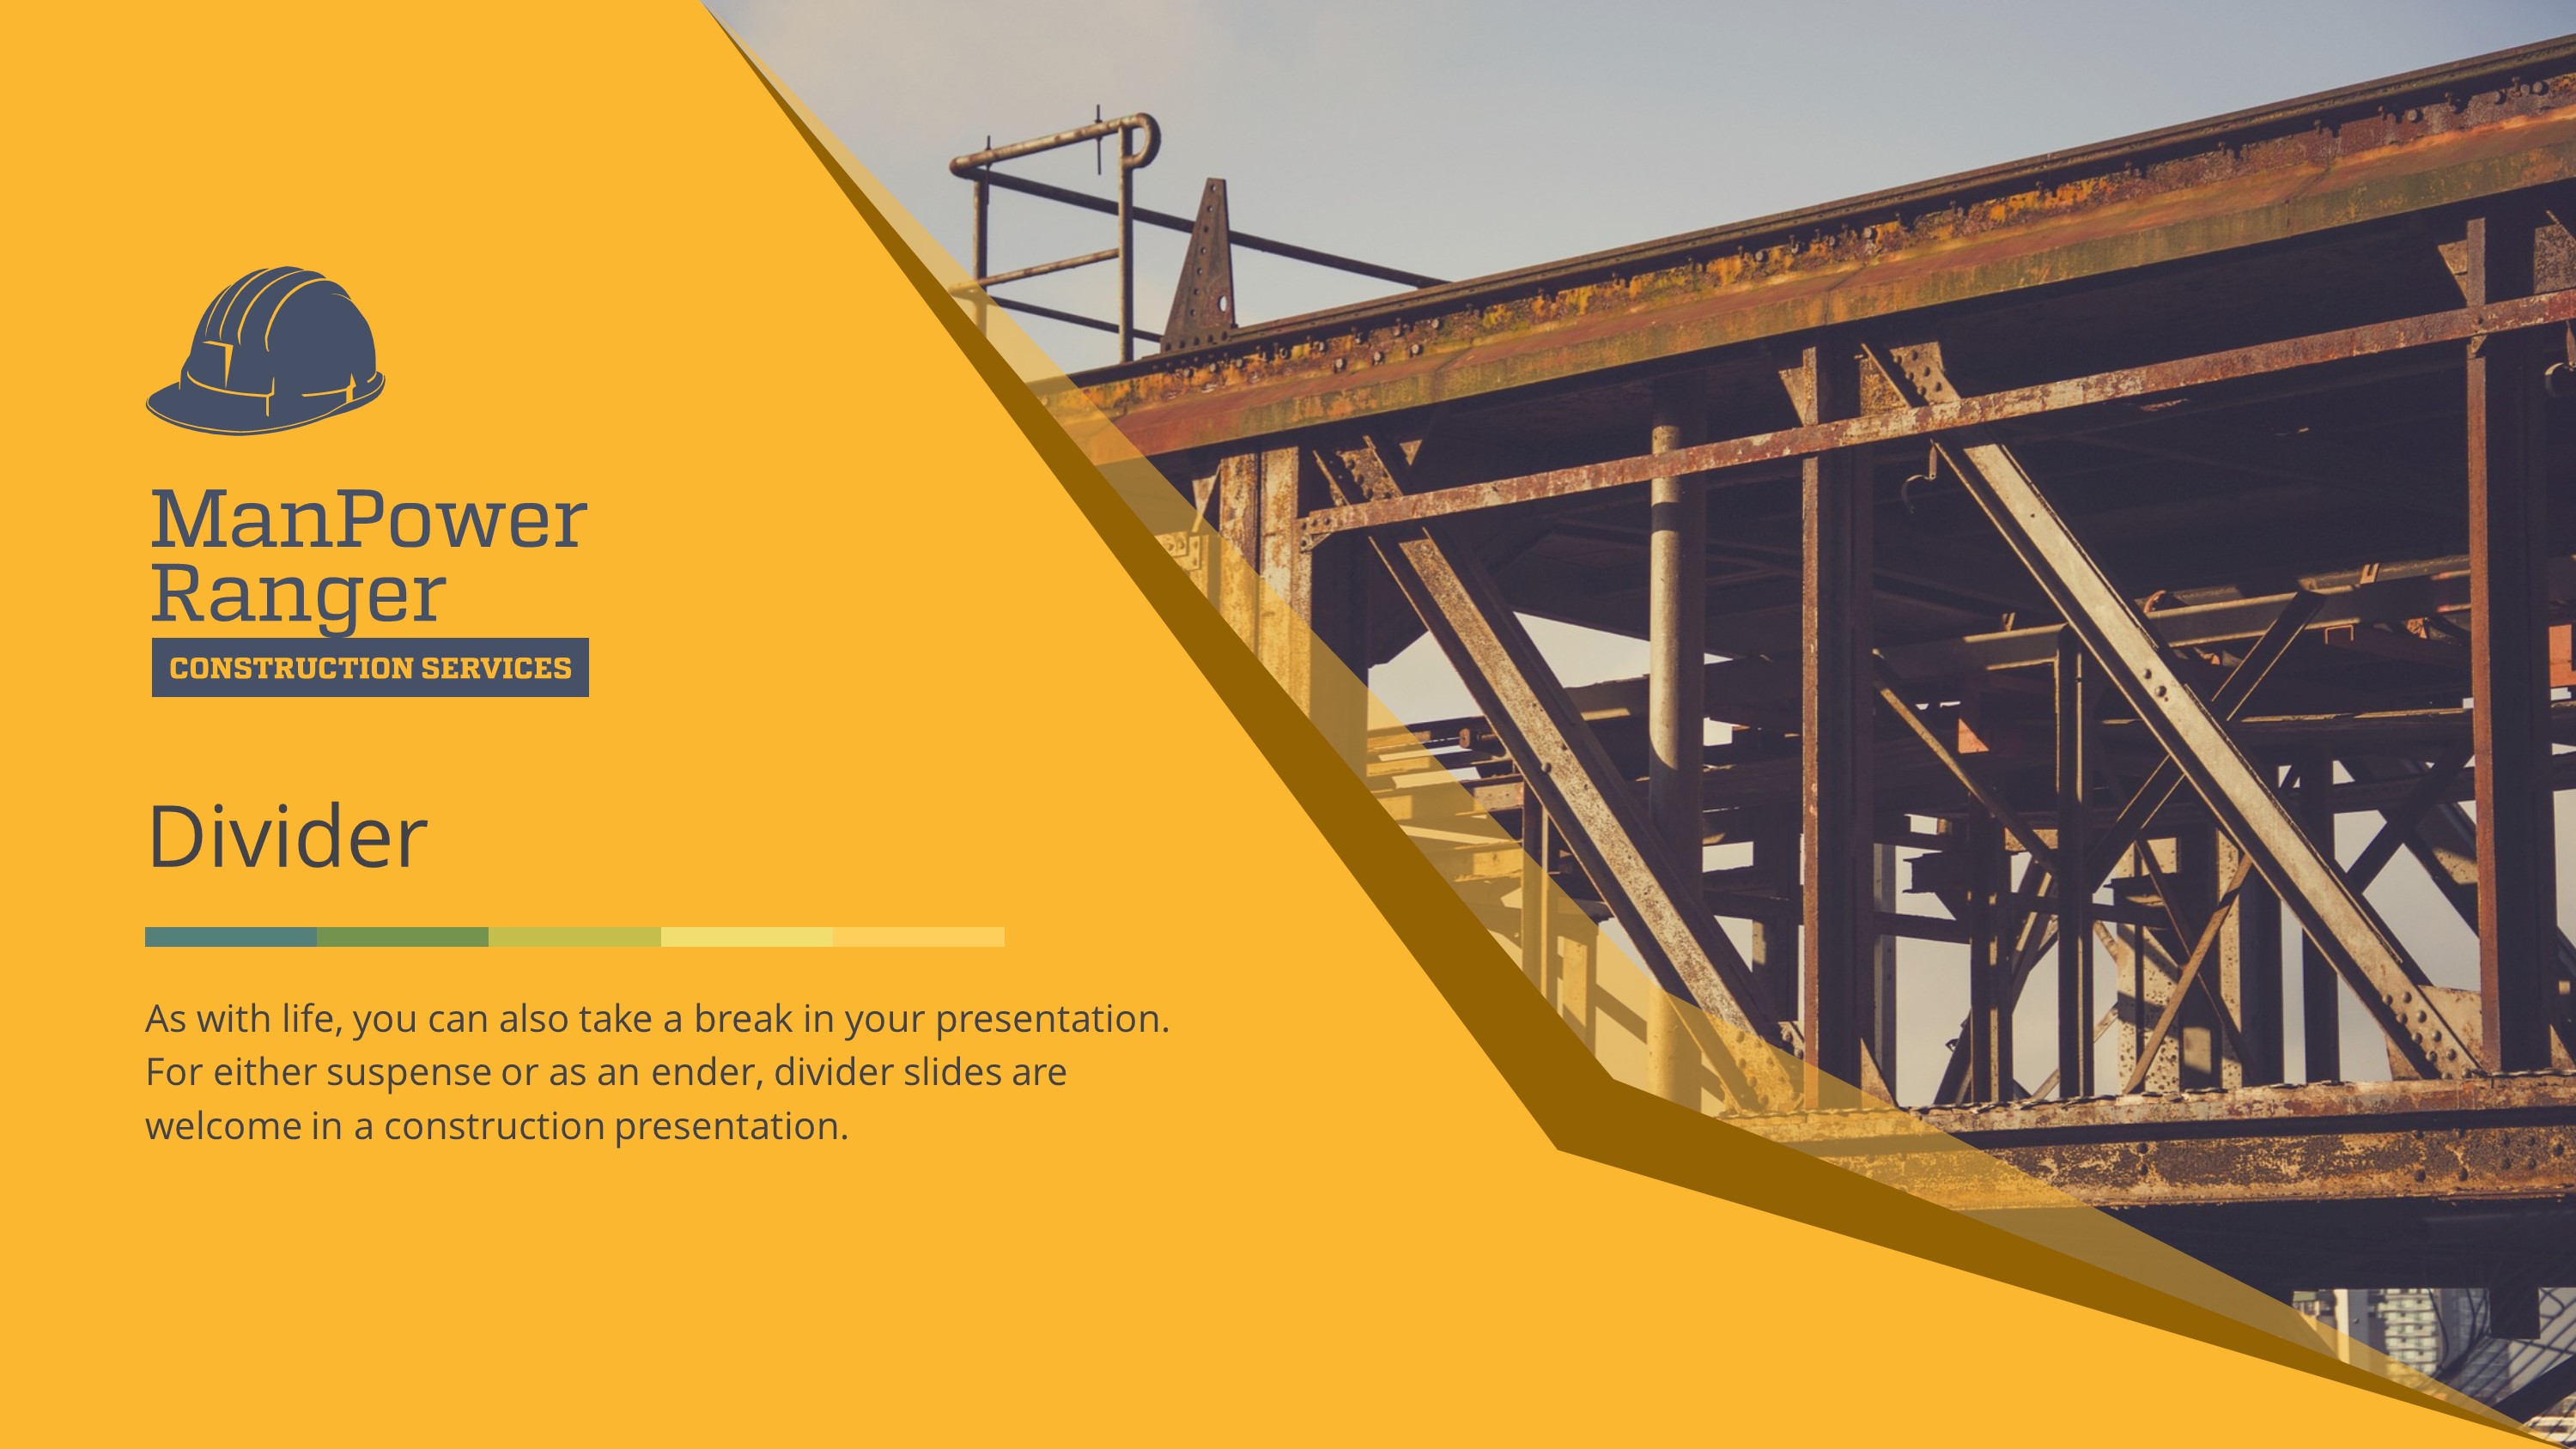 ManPower
Ranger
CONSTRUCTION SERVICES
Divider
As with life, you can also take a break in your presentation.
For either suspense or as an ender, divider slides are
welcome in a construction presentation.